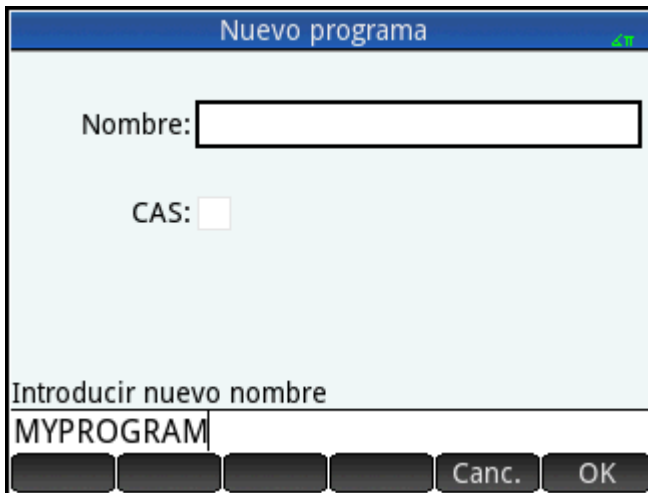 Nuevo programa
∡π
Nombre:
CAS:
Introducir nuevo nombre
MYPROGRAM
Canc. OK